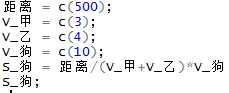 距离 = c(500);
V_甲 = c(3);
V_乙 = c(4);
V_狗 = c(10);
S_狗 = 距离/(V_甲+V_乙)*V_狗
S_狗;